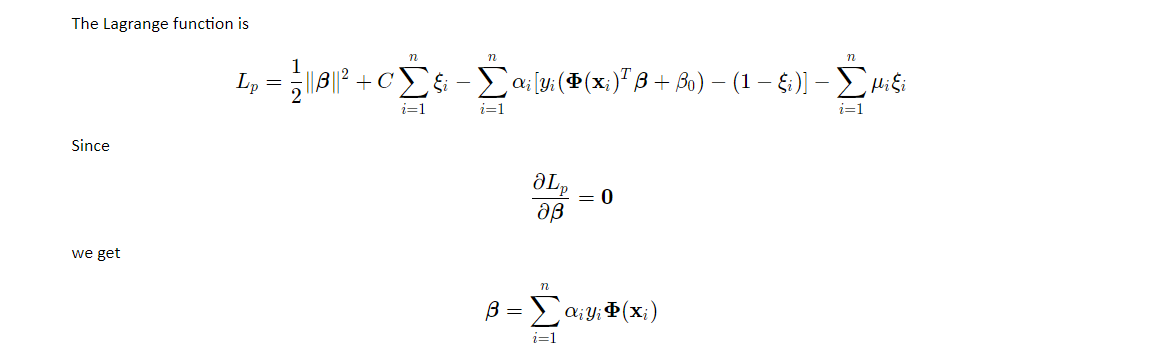 The Lagrange function is
$$L_p = \frac{1}{2}\|\boldsymbol{\beta}\|^2 + C\sum_{i=1}^{n}\xi_i - \sum_{i=1}^{n}\alpha_i[y_i(\boldsymbol{\Phi}(\mathbf{x}_i)^T\boldsymbol{\beta} + \beta_0) - (1 - \xi_i)] - \sum_{i=1}^{n}\mu_i\xi_i$$
Since
$$\frac{\partial L_p}{\partial \boldsymbol{\beta}} = \mathbf{0}$$
we get
$$\boldsymbol{\beta} = \sum_{i=1}^{n}\alpha_i y_i \boldsymbol{\Phi}(\mathbf{x}_i)$$